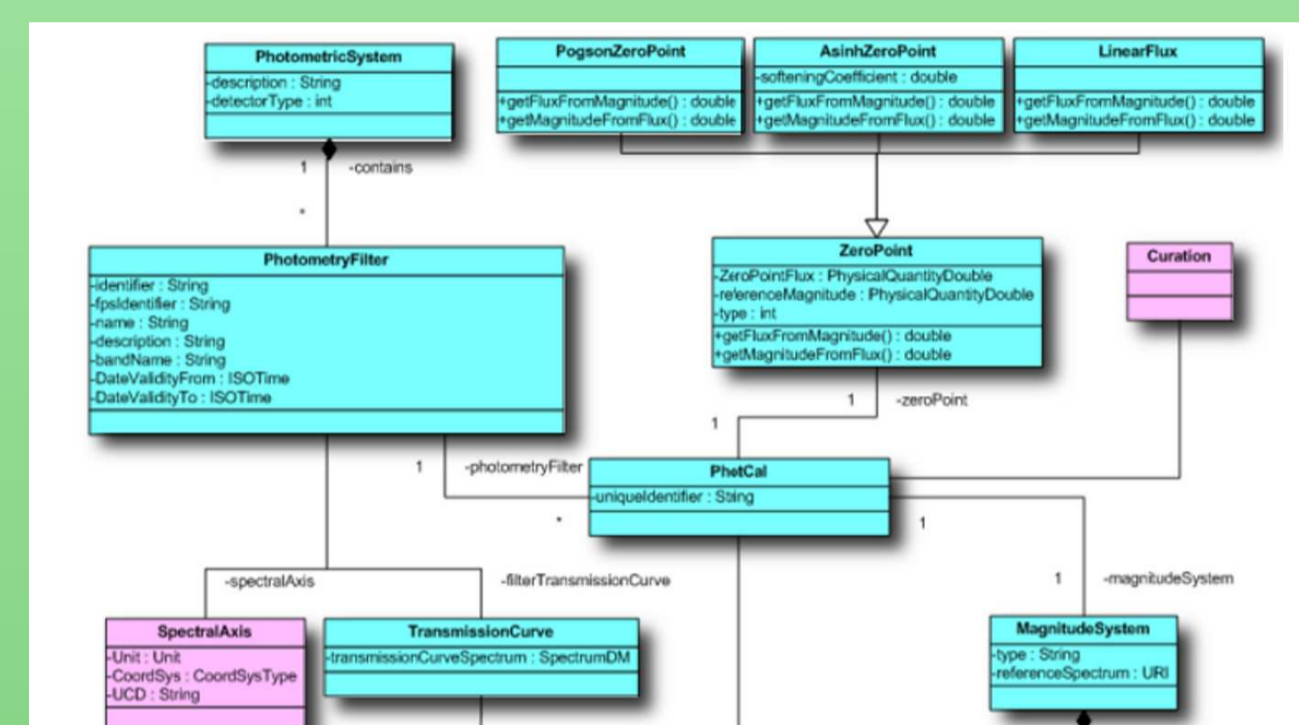 PhotometricSystem
-description : String
-detectorType : int
PogsonZeroPoint
+getFluxFromMagnitude() : double
+getMagnitudeFromFlux() : double
AsinhZeroPoint
-softeningCoefficient : double
+getFluxFromMagnitude() : double
+getMagnitudeFromFlux() : double
LinearFlux
+getFluxFromMagnitude() : double
+getMagnitudeFromFlux() : double
1
-contains
*
PhotometryFilter
-identifier : String
-fpsIdentifier : String
-name : String
-description : String
-bandName : String
-DateValidityFrom : ISOTime
-DateValidityTo : ISOTime
ZeroPoint
-ZeroPointFlux : PhysicalQuantityDouble
-referenceMagnitude : PhysicalQuantityDouble
-type : int
+getFluxFromMagnitude() : double
+getMagnitudeFromFlux() : double
Curation
1
-zeroPoint
1
1
-photometryFilter
*
PhotCal
-uniqueIdentifier : String
1
1
-magnitudeSystem
-spectralAxis
-filterTransmissionCurve
SpectralAxis
-Unit : Unit
-CoordSys : CoordSysType
-UCD : String
TransmissionCurve
-transmissionCurveSpectrum : SpectrumDM
MagnitudeSystem
-type : String
-referenceSpectrum : URI